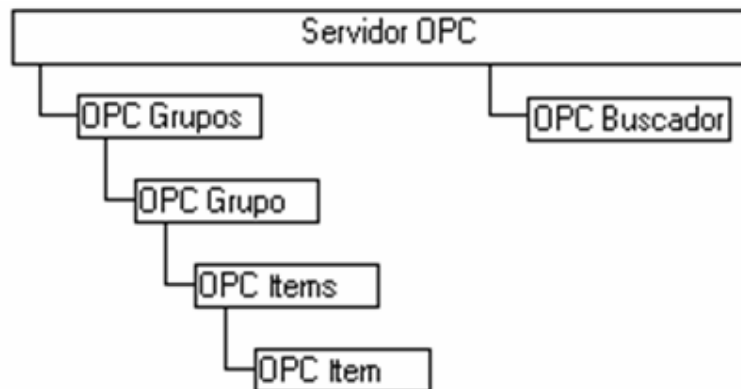 Servidor OPC
OPC Grupos
OPC Buscador
OPC Grupo
OPC Items
OPC Item